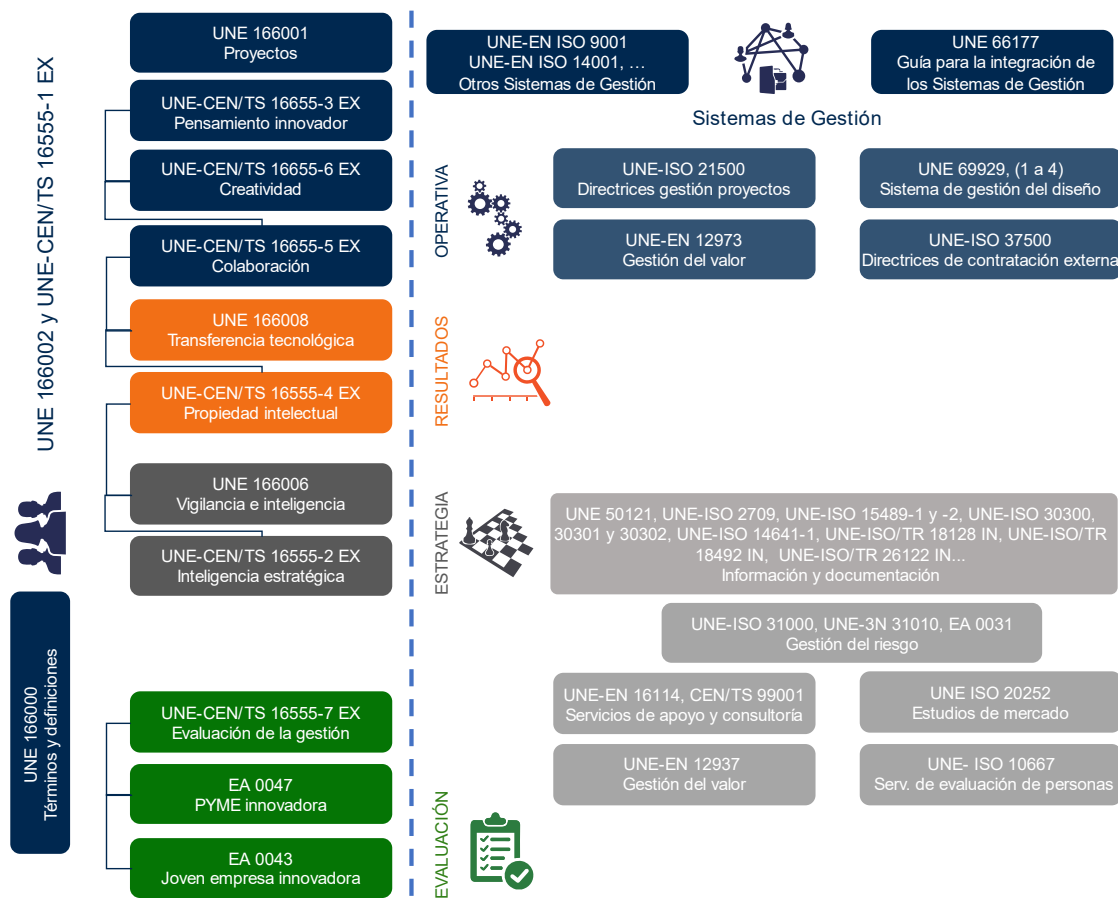 UNE 166002 y UNE-CEN/TS 16555-1 EX
UNE 166000
Términos y definiciones
UNE 166001
Proyectos
UNE-CEN/TS 16655-3 EX
Pensamiento innovador
UNE-CEN/TS 16655-6 EX
Creatividad
UNE-CEN/TS 16655-5 EX
Colaboración
UNE 166008
Transferencia tecnológica
UNE-CEN/TS 16555-4 EX
Propiedad intelectual
UNE 166006
Vigilancia e inteligencia
UNE-CEN/TS 16555-2 EX
Inteligencia estratégica
UNE-CEN/TS 16555-7 EX
Evaluación de la gestión
EA 0047
PYME innovadora
EA 0043
Joven empresa innovadora
UNE-EN ISO 9001
UNE-EN ISO 14001, ...
Otros Sistemas de Gestión
UNE 66177
Guía para la integración de
los Sistemas de Gestión
Sistemas de Gestión
OPERATIVA
UNE-ISO 21500
Directrices gestión proyectos
UNE 69929, (1 a 4)
Sistema de gestión del diseño
UNE-EN 12973
Gestión del valor
UNE-ISO 37500
Directrices de contratación externa
RESULTADOS
ESTRATEGIA
UNE 50121, UNE-ISO 2709, UNE-ISO 15489-1 y -2, UNE-ISO 30300,
30301 y 30302, UNE-ISO 14641-1, UNE-ISO/TR 18128 IN, UNE-ISO/TR
18492 IN, UNE-ISO/TR 26122 IN...
Información y documentación
UNE-ISO 31000, UNE-3N 31010, EA 0031
Gestión del riesgo
UNE-EN 16114, CEN/TS 99001
Servicios de apoyo y consultoría
UNE ISO 20252
Estudios de mercado
UNE-EN 12937
Gestión del valor
UNE- ISO 10667
Serv. de evaluación de personas
EVALUACIÓN